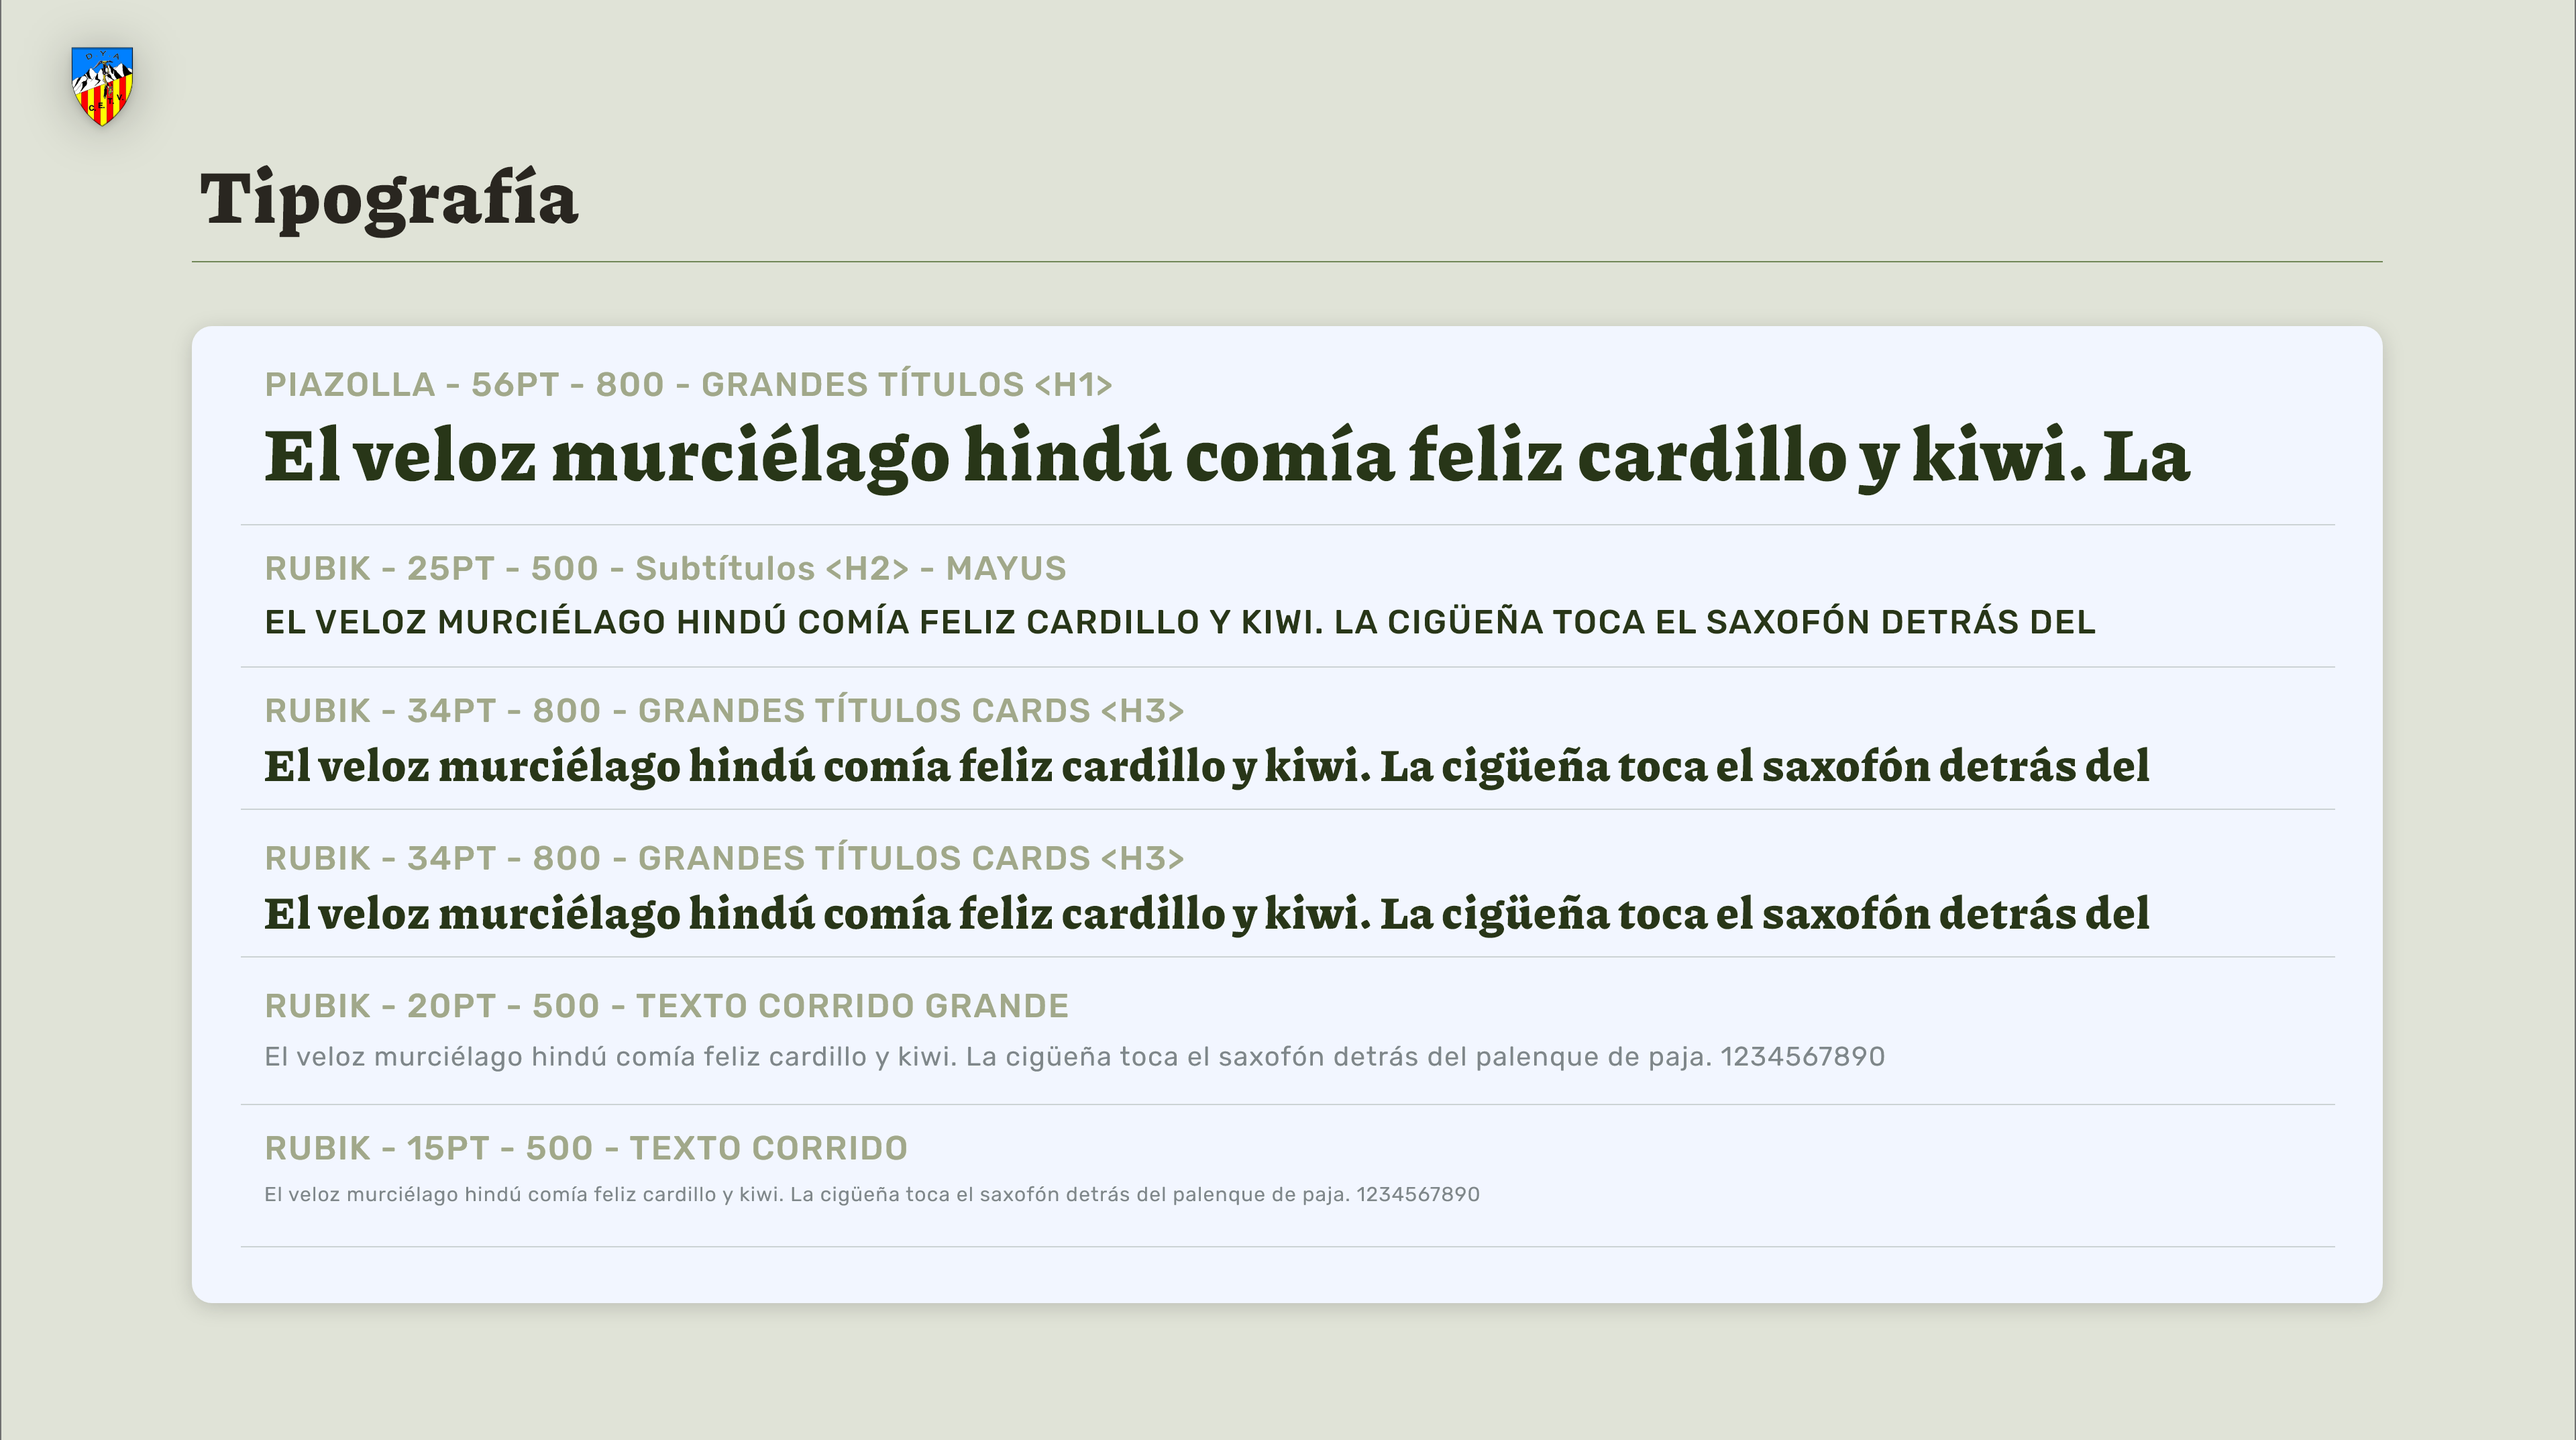 U Y A
C. E. T. V
Tipografía
PIAZOLLA - 56PT - 800 - GRANDES TÍTULOS <H1>
El veloz murciélago hindú comía feliz cardillo y kiwi. La
RUBIK - 25PT - 500 - Subtítulos <H2> - MAYUS
EL VELOZ MURCIÉLAGO HINDÚ COMÍA FELIZ CARDILLO Y KIWI. LA CIGÜEÑA TOCA EL SAXOFÓN DETRÁS DEL
RUBIK - 34PT - 800 - GRANDES TÍTULOS CARDS <H3>
El veloz murciélago hindú comía feliz cardillo y kiwi. La cigüeña toca el saxofón detrás del
RUBIK - 34PT - 800 - GRANDES TÍTULOS CARDS <H3>
El veloz murciélago hindú comía feliz cardillo y kiwi. La cigüeña toca el saxofón detrás del
RUBIK - 20PT - 500 - TEXTO CORRIDO GRANDE
El veloz murciélago hindú comía feliz cardillo y kiwi. La cigüeña toca el saxofón detrás del palenque de paja. 1234567890
RUBIK - 15PT - 500 - TEXTO CORRIDO
El veloz murciélago hindú comía feliz cardillo y kiwi. La cigüeña toca el saxofón detrás del palenque de paja. 1234567890